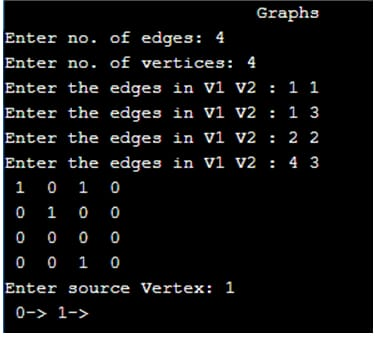 Graphs
Enter no. of edges: 4
Enter no. of vertices: 4
Enter the edges in V1 V2 : 1 1
Enter the edges in V1 V2 : 1 3
Enter the edges in V1 V2 : 2 2
Enter the edges in V1 V2 : 4 3
1 0 1 0
0 1 0 0
0 0 0 0
0 0 1 0
Enter source Vertex: 1
0-> 1->